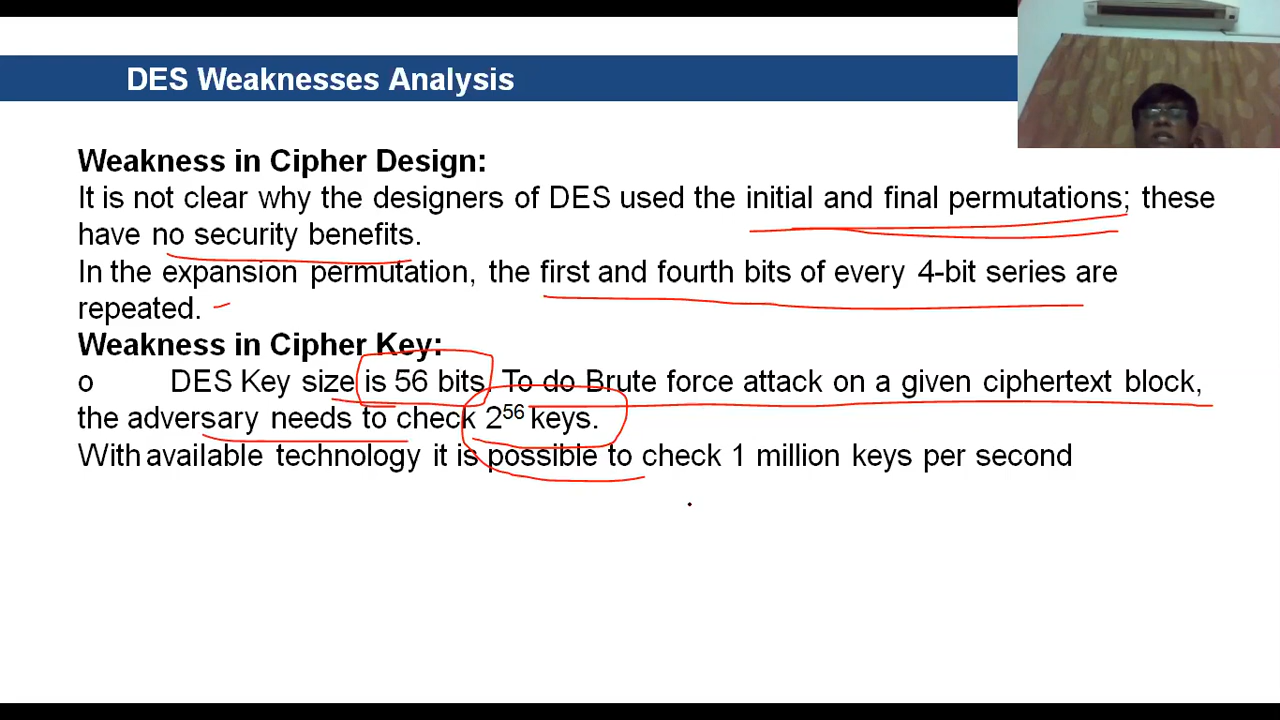 DES Weaknesses Analysis
Weakness in Cipher Design:
It is not clear why the designers of DES used the initial and final permutations; these
have no security benefits.
In the expansion permutation, the first and fourth bits of every 4-bit series are
repeated.
Weakness in Cipher Key:
o DES Key size is 56 bits. To do Brute force attack on a given ciphertext block,
the adversary needs to check 2⁵⁶ keys.
With available technology it is possible to check 1 million keys per second